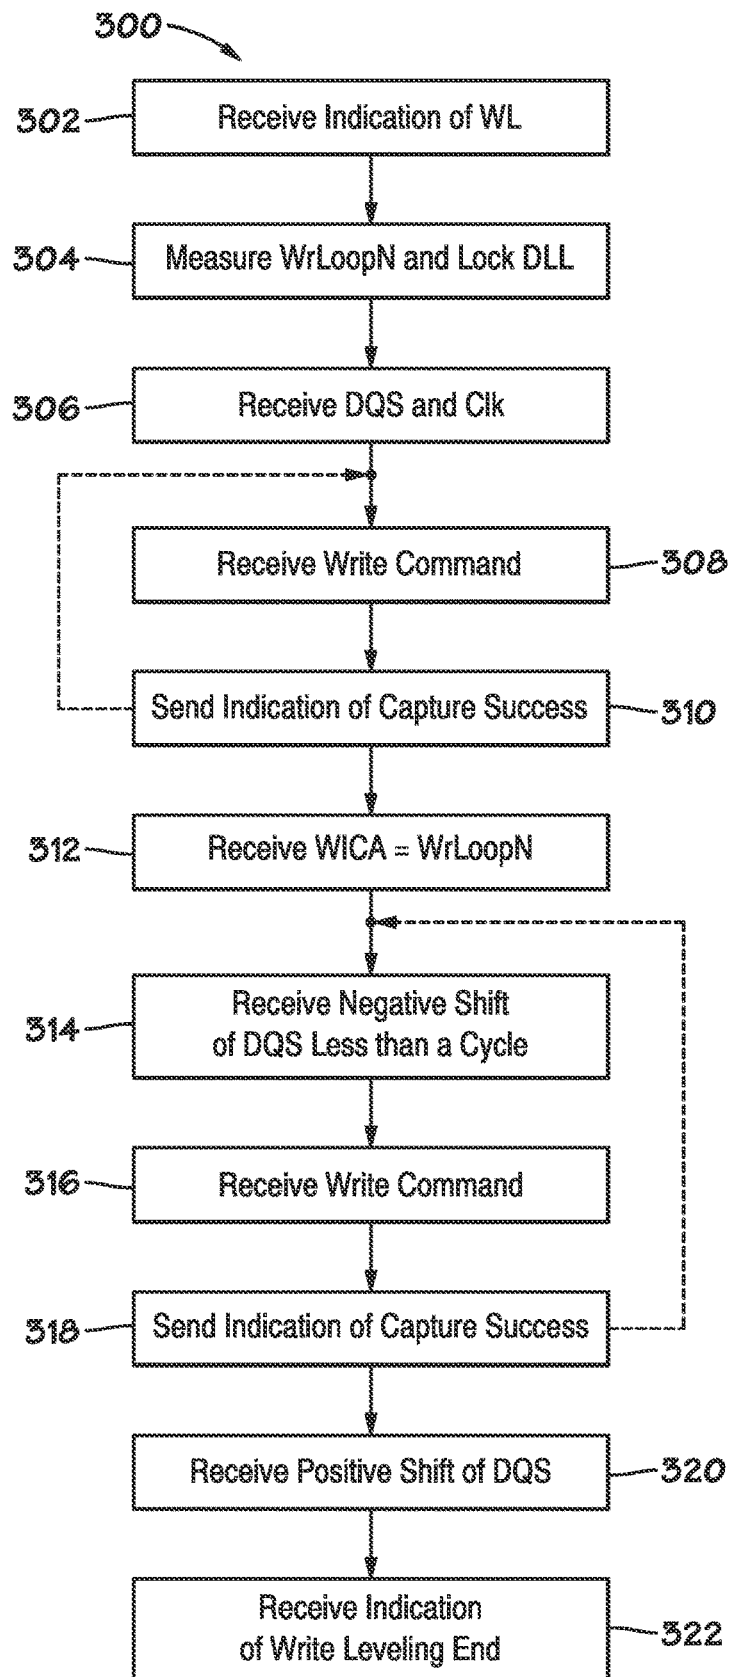 300
302
Receive Indication of WL
304
Measure WrLoopN and Lock DLL
306
Receive DQS and Clk
Receive Write Command
308
Send Indication of Capture Success
310
312
Receive WICA = WrLoopN
314
Receive Negative Shift
of DQS Less than a Cycle
316
Receive Write Command
318
Send Indication of Capture Success
Receive Positive Shift of DQS
320
Receive Indication
of Write Leveling End
322